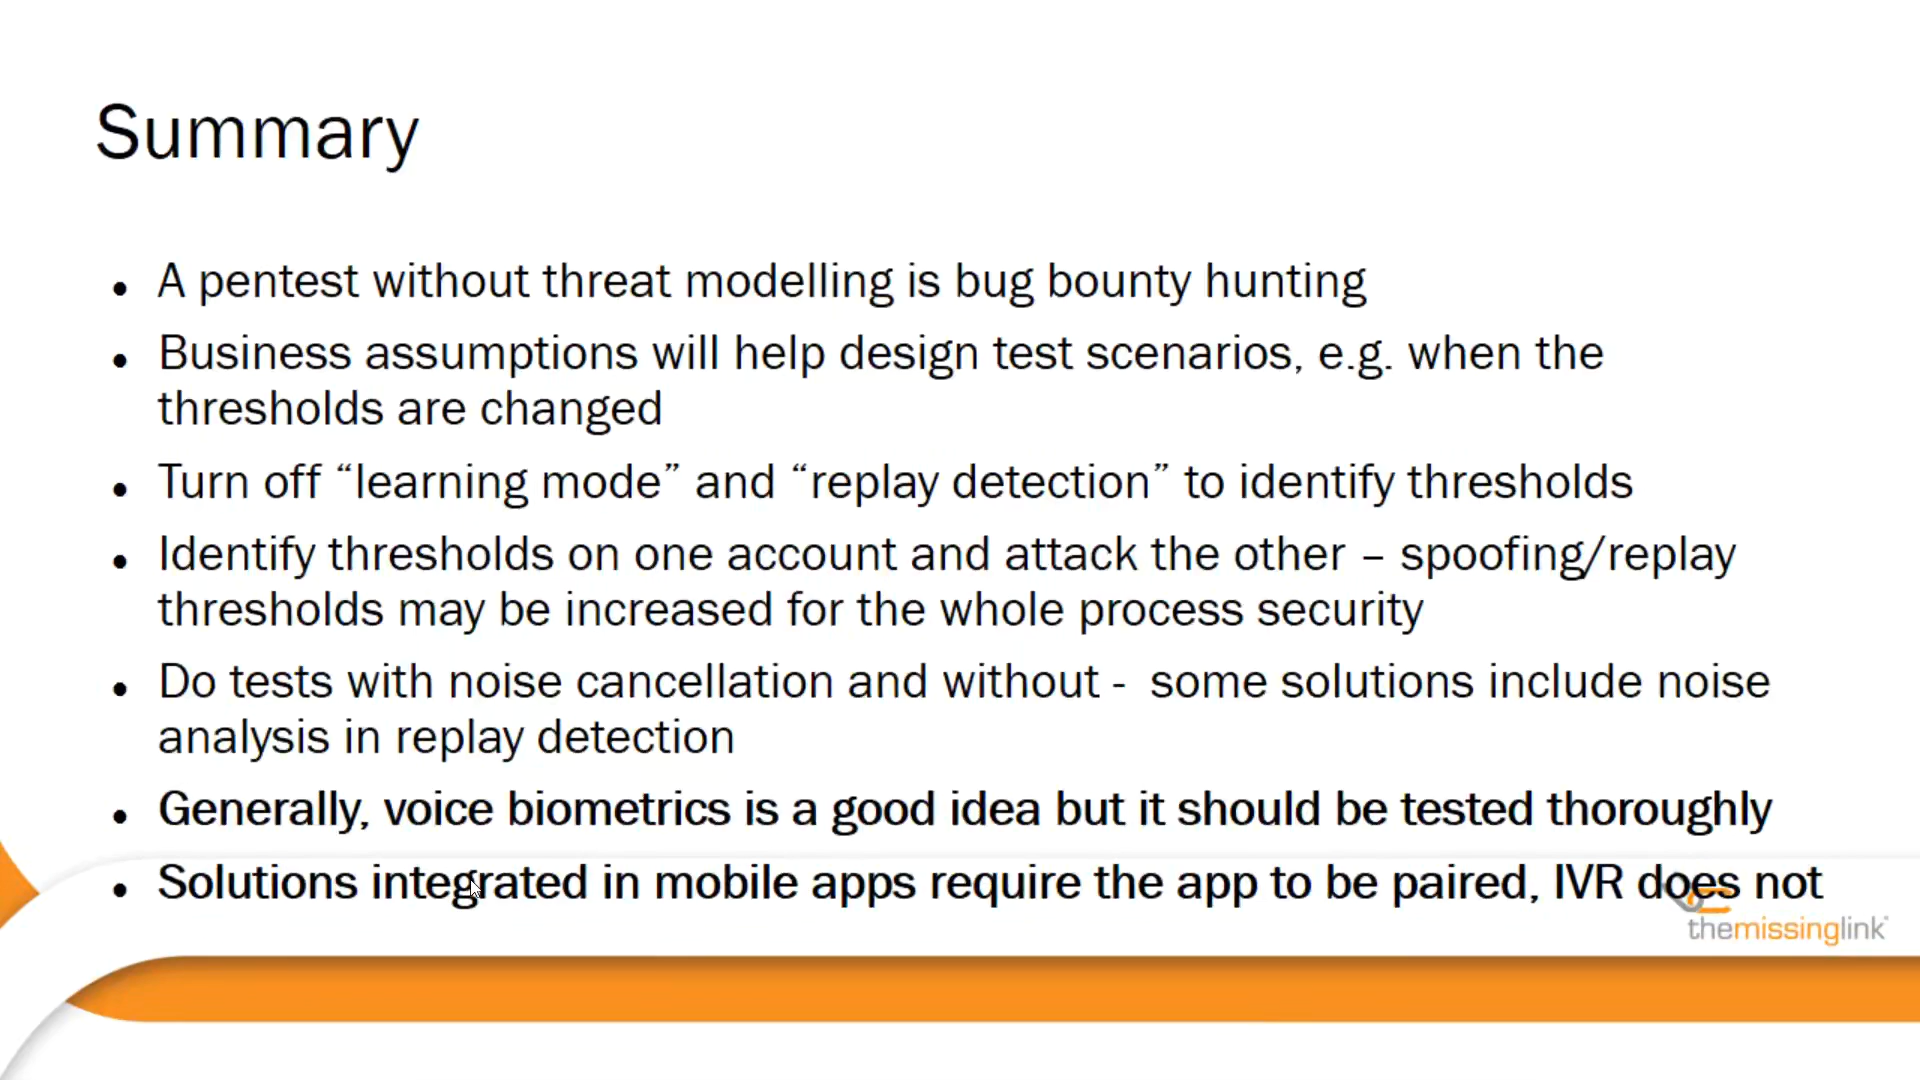 Summary
• A pentest without threat modelling is bug bounty hunting
• Business assumptions will help design test scenarios, e.g. when the
thresholds are changed
• Turn off “learning mode” and “replay detection” to identify thresholds
• Identify thresholds on one account and attack the other – spoofing/replay
thresholds may be increased for the whole process security
• Do tests with noise cancellation and without -  some solutions include noise
analysis in replay detection
• Generally, voice biometrics is a good idea but it should be tested thoroughly
• Solutions integrated in mobile apps require the app to be paired, IVR does not
themissinglink